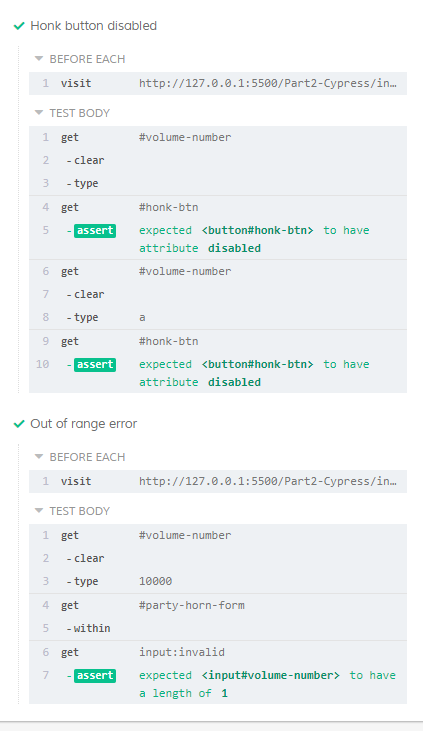 Honk button disabled
BEFORE EACH
1 visit http://127.0.0.1:5500/Part2-Cypress/in…
TEST BODY
1 get #volume-number
2 -clear
3 -type
4 get #honk-btn
5 -assert expected <button#honk-btn> to have
attribute disabled
6 get #volume-number
7 -clear
8 -type a
9 get #honk-btn
10 -assert expected <button#honk-btn> to have
attribute disabled
Out of range error
BEFORE EACH
1 visit http://127.0.0.1:5500/Part2-Cypress/in…
TEST BODY
1 get #volume-number
2 -clear
3 -type 10000
4 get #party-horn-form
5 -within
6 get input:invalid
7 -assert expected <input#volume-number> to have
a length of 1